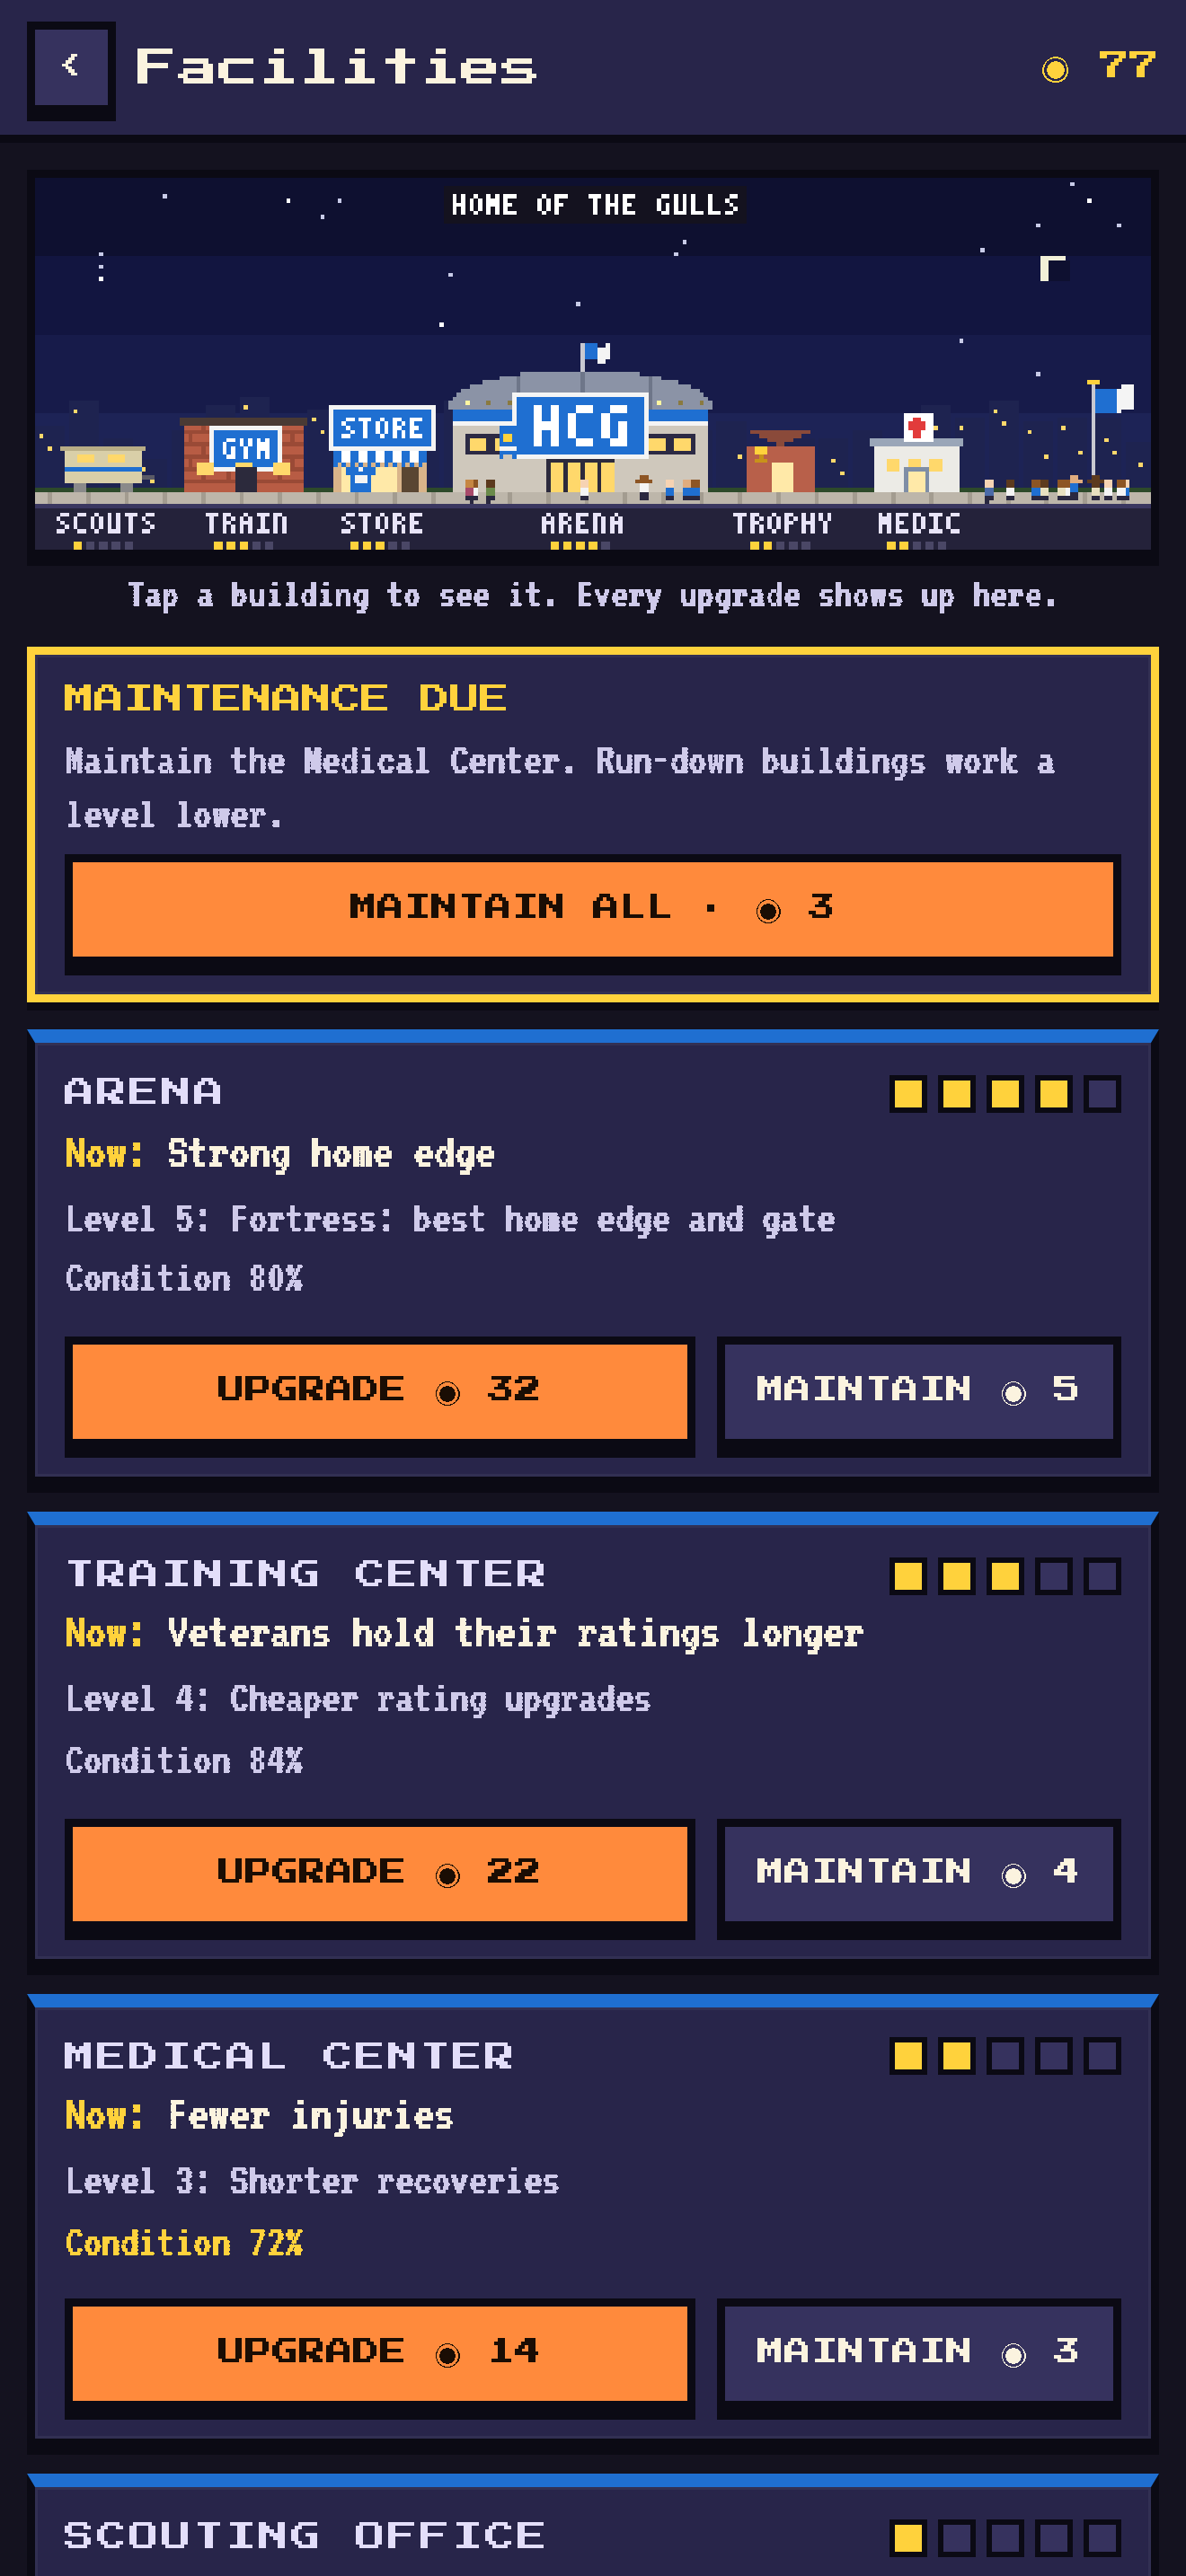 ‹ Facilities ◉ 77
HOME OF THE GULLS
GYM STORE HCG
SCOUTS TRAIN STORE ARENA TROPHY MEDIC
Tap a building to see it. Every upgrade shows up here.
MAINTENANCE DUE
Maintain the Medical Center. Run-down buildings work a
level lower.
MAINTAIN ALL · ◉ 3
ARENA
Now: Strong home edge
Level 5: Fortress: best home edge and gate
Condition 80%
UPGRADE ◉ 32 MAINTAIN ◉ 5
TRAINING CENTER
Now: Veterans hold their ratings longer
Level 4: Cheaper rating upgrades
Condition 84%
UPGRADE ◉ 22 MAINTAIN ◉ 4
MEDICAL CENTER
Now: Fewer injuries
Level 3: Shorter recoveries
Condition 72%
UPGRADE ◉ 14 MAINTAIN ◉ 3
SCOUTING OFFICE